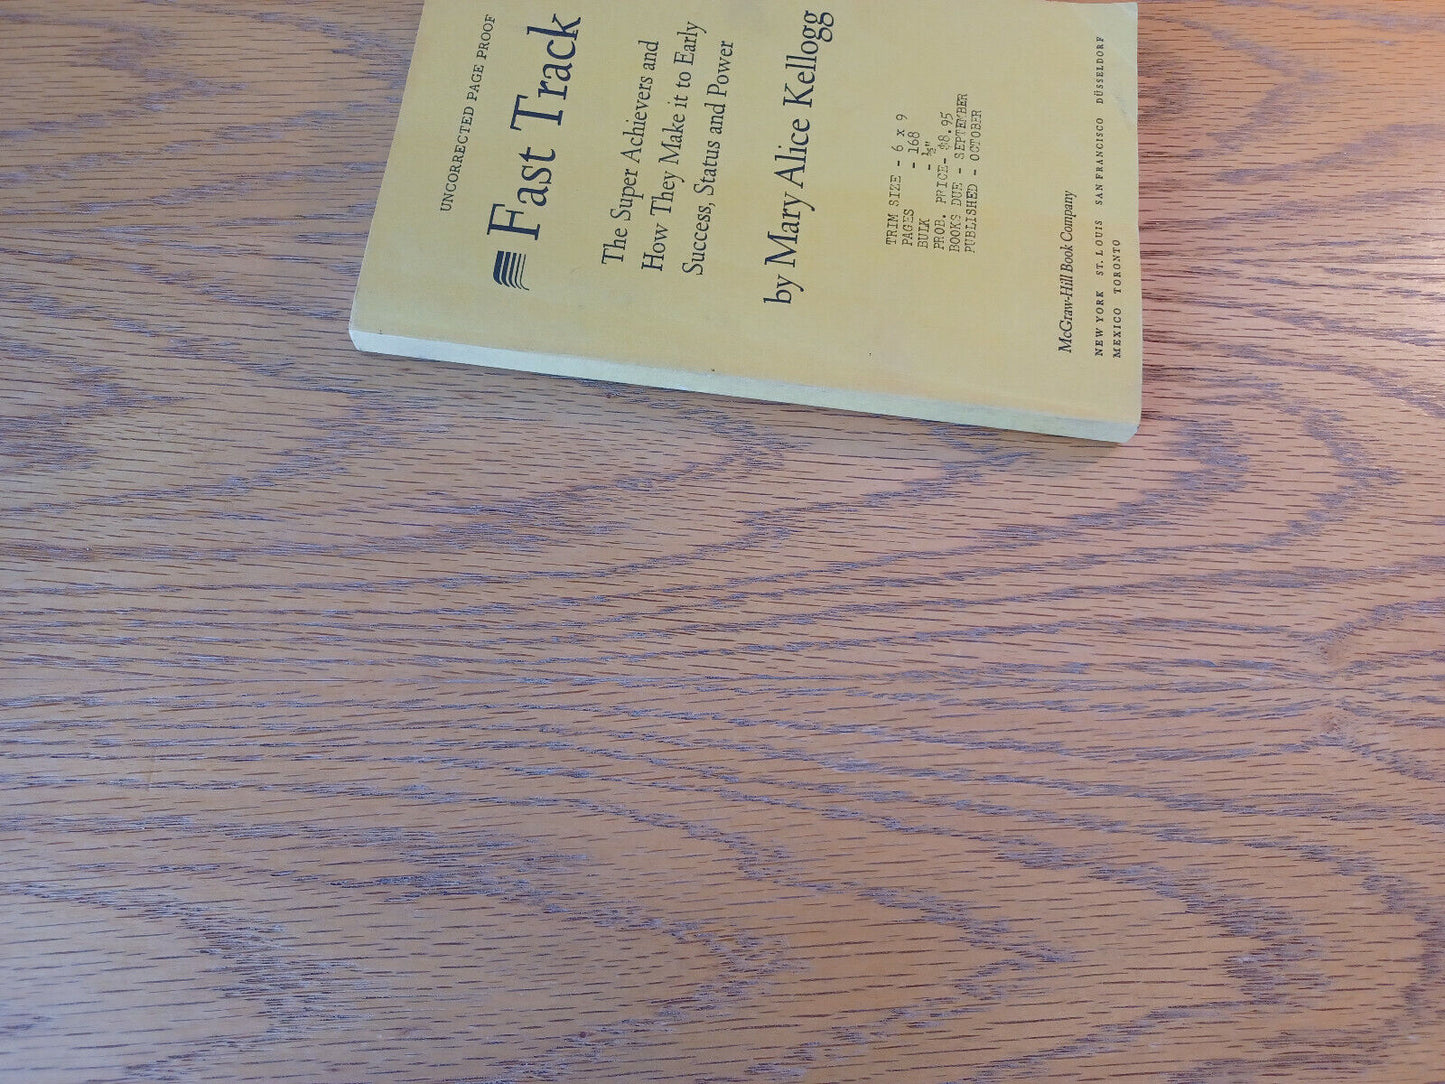 UNCORRECTED PAGE PROOF
Fast Track
The Super Achievers and
How They Make it to Early
Success, Status and Power
by Mary Alice Kellogg
TRIM SIZE - 6 x 9
PAGES - 168
BULK - ½"
PROB. PRICE- $8.95
BOOKS DUE - SEPTEMBER
PUBLISHED - OCTOBER
McGraw-Hill Book Company
NEW YORK ST. LOUIS SAN FRANCISCO DÜSSELDORF
MEXICO TORONTO